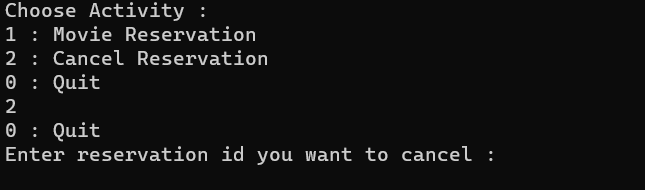 Choose Activity :
1 : Movie Reservation
2 : Cancel Reservation
0 : Quit
2
0 : Quit
Enter reservation id you want to cancel :